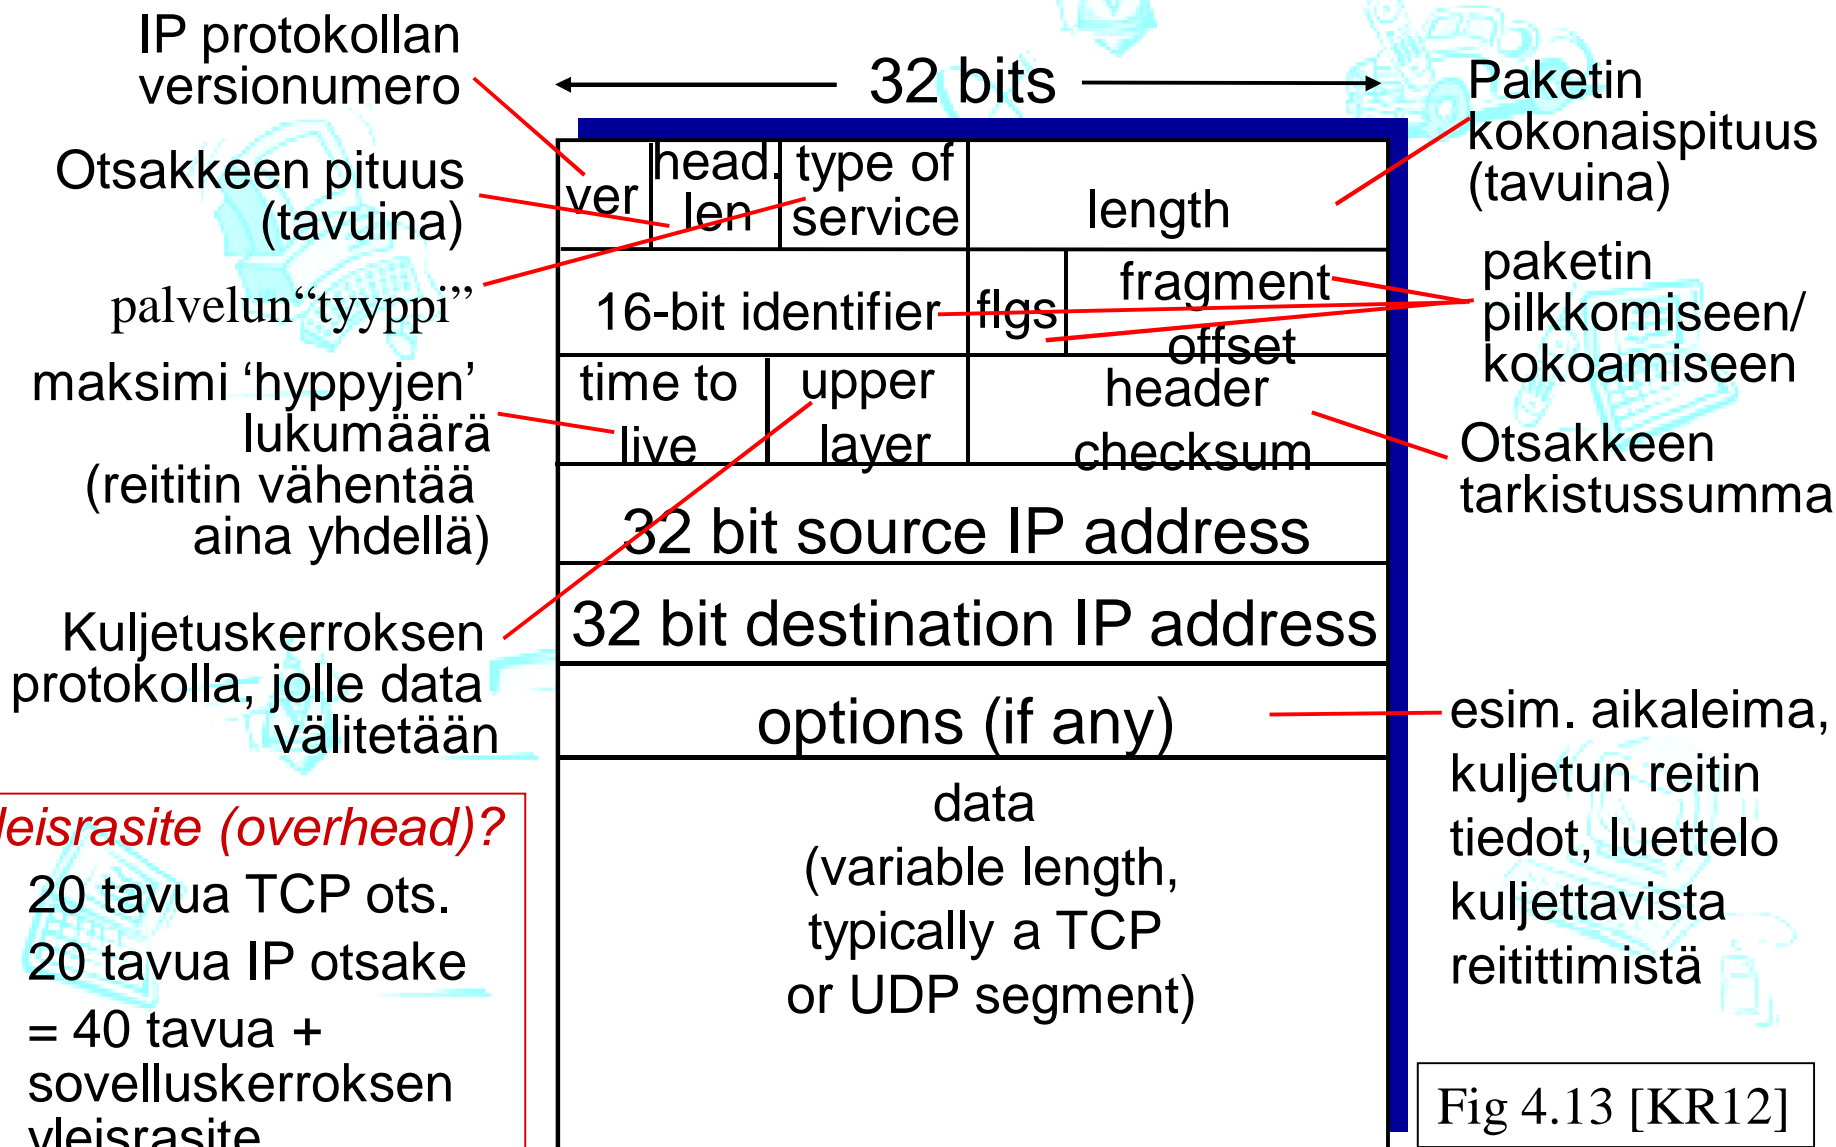 IP protokollan
versionumero
32 bits
Paketin
kokonaispituus
(tavuina)
Otsakkeen pituus
(tavuina)
ver
head.
len
type of
service
length
palvelun“tyyppi”
16-bit identifier
flgs
fragment
offset
paketin
pilkkomiseen/
kokoamiseen
maksimi ‘hyppyjen’
lukumäärä
(reititin vähentää
aina yhdellä)
time to
live
upper
layer
header
checksum
Otsakkeen
tarkistussumma
32 bit source IP address
32 bit destination IP address
Kuljetuskerroksen
protokolla, jolle data
välitetään
options (if any)
esim. aikaleima,
kuljetun reitin
tiedot, luettelo
kuljettavista
reitittimistä
data
(variable length,
typically a TCP
or UDP segment)
leisrasite (overhead)?
20 tavua TCP ots.
20 tavua IP otsake
= 40 tavua +
sovelluskerroksen
yleisrasite
Fig 4.13 [KR12]